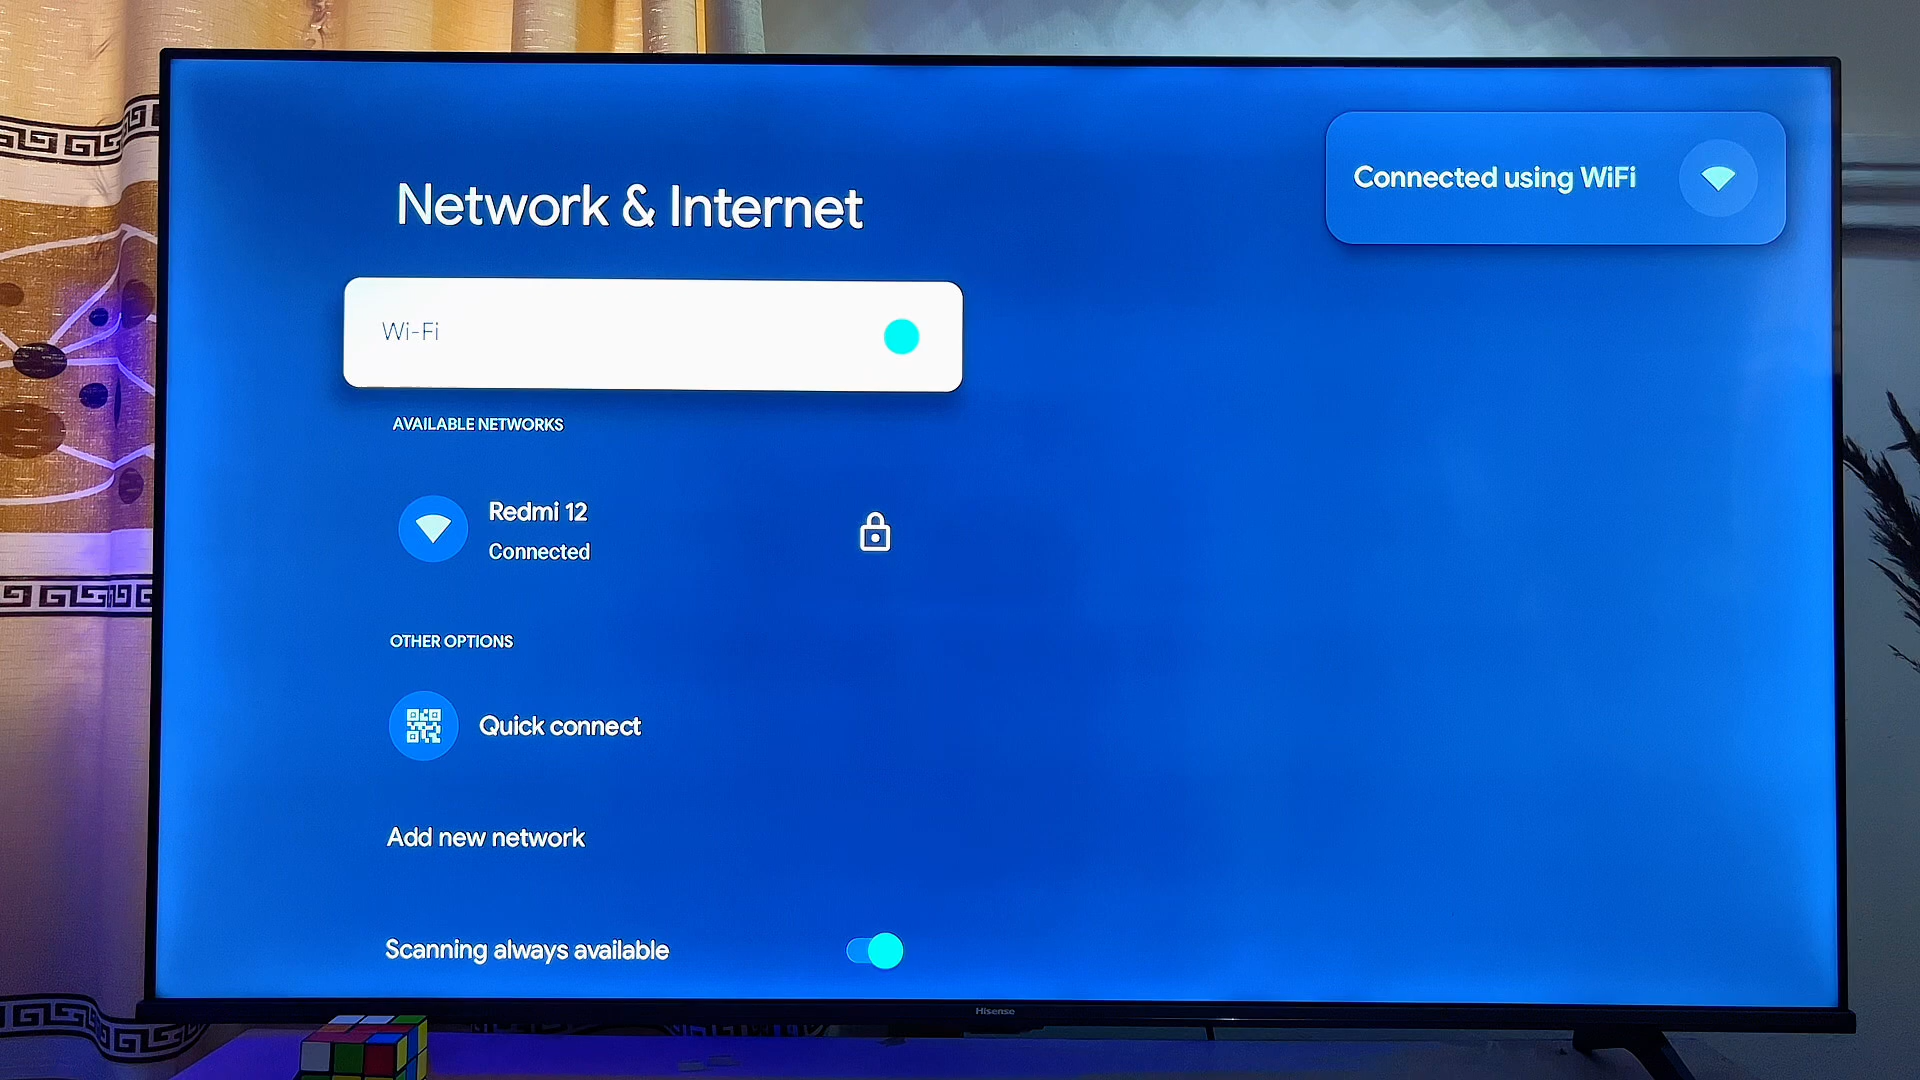 Network & Internet
Connected using WiFi
Wi-Fi
AVAILABLE NETWORKS
Redmi 12
Connected
OTHER OPTIONS
Quick connect
Add new network
Scanning always available
Hisense